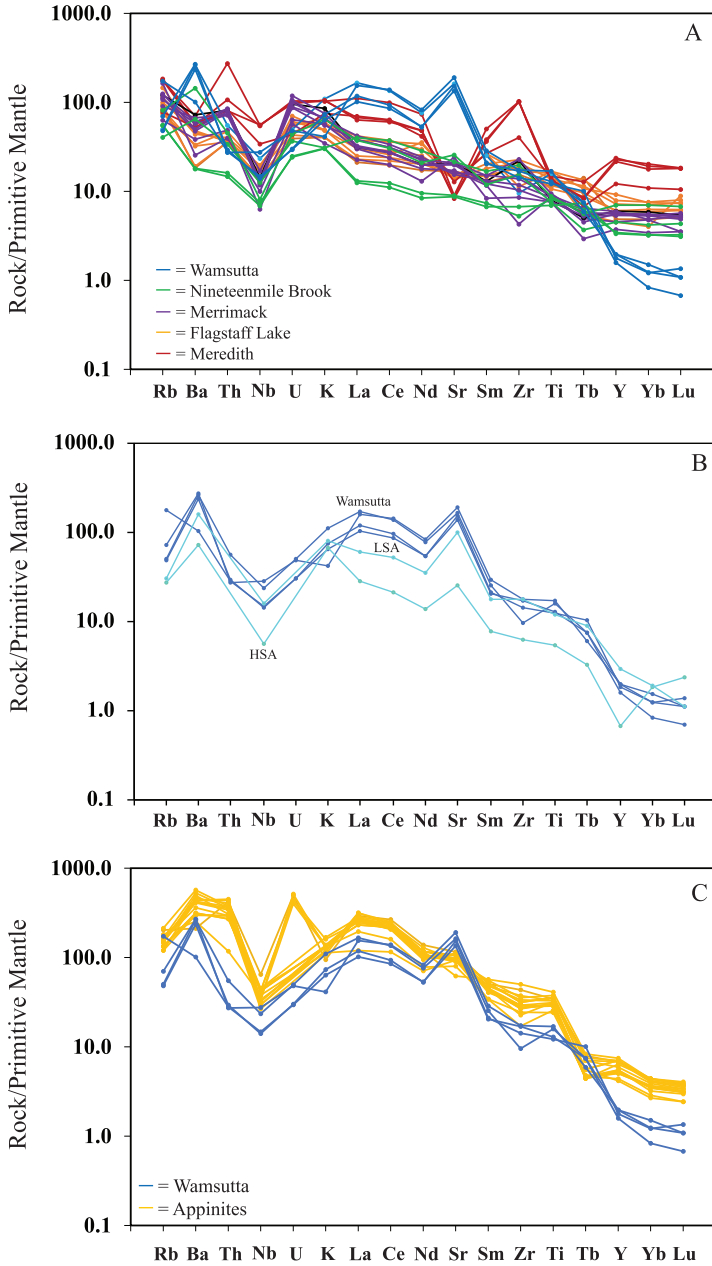 A
Rock/Primitive Mantle
1000.0
100.0
10.0
1.0
0.1
= Wamsutta
= Nineteenmile Brook
= Merrimack
= Flagstaff Lake
= Meredith
Rb Ba Th Nb U K La Ce Nd Sr Sm Zr Ti Tb Y Yb Lu
B
Rock/Primitive Mantle
1000.0
100.0
10.0
1.0
0.1
Wamsutta
LSA
HSA
Rb Ba Th Nb U K La Ce Nd Sr Sm Zr Ti Tb Y Yb Lu
C
Rock/Primitive Mantle
1000.0
100.0
10.0
1.0
0.1
= Wamsutta
= Appinites
Rb Ba Th Nb U K La Ce Nd Sr Sm Zr Ti Tb Y Yb Lu